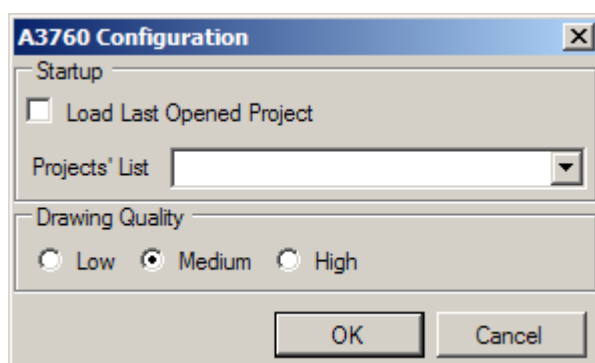 A3760 Configuration
Startup
Load Last Opened Project
Projects' List
Drawing Quality
Low Medium High
OK Cancel